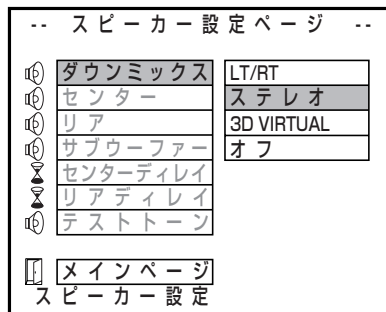 -- スピーカー設定ページ --
ダウンミックス LT/RT
センター ステレオ
リア 3D VIRTUAL
サブウーファー オフ
センターディレイ
リアディレイ
テストトーン
メインページ
スピーカー設定